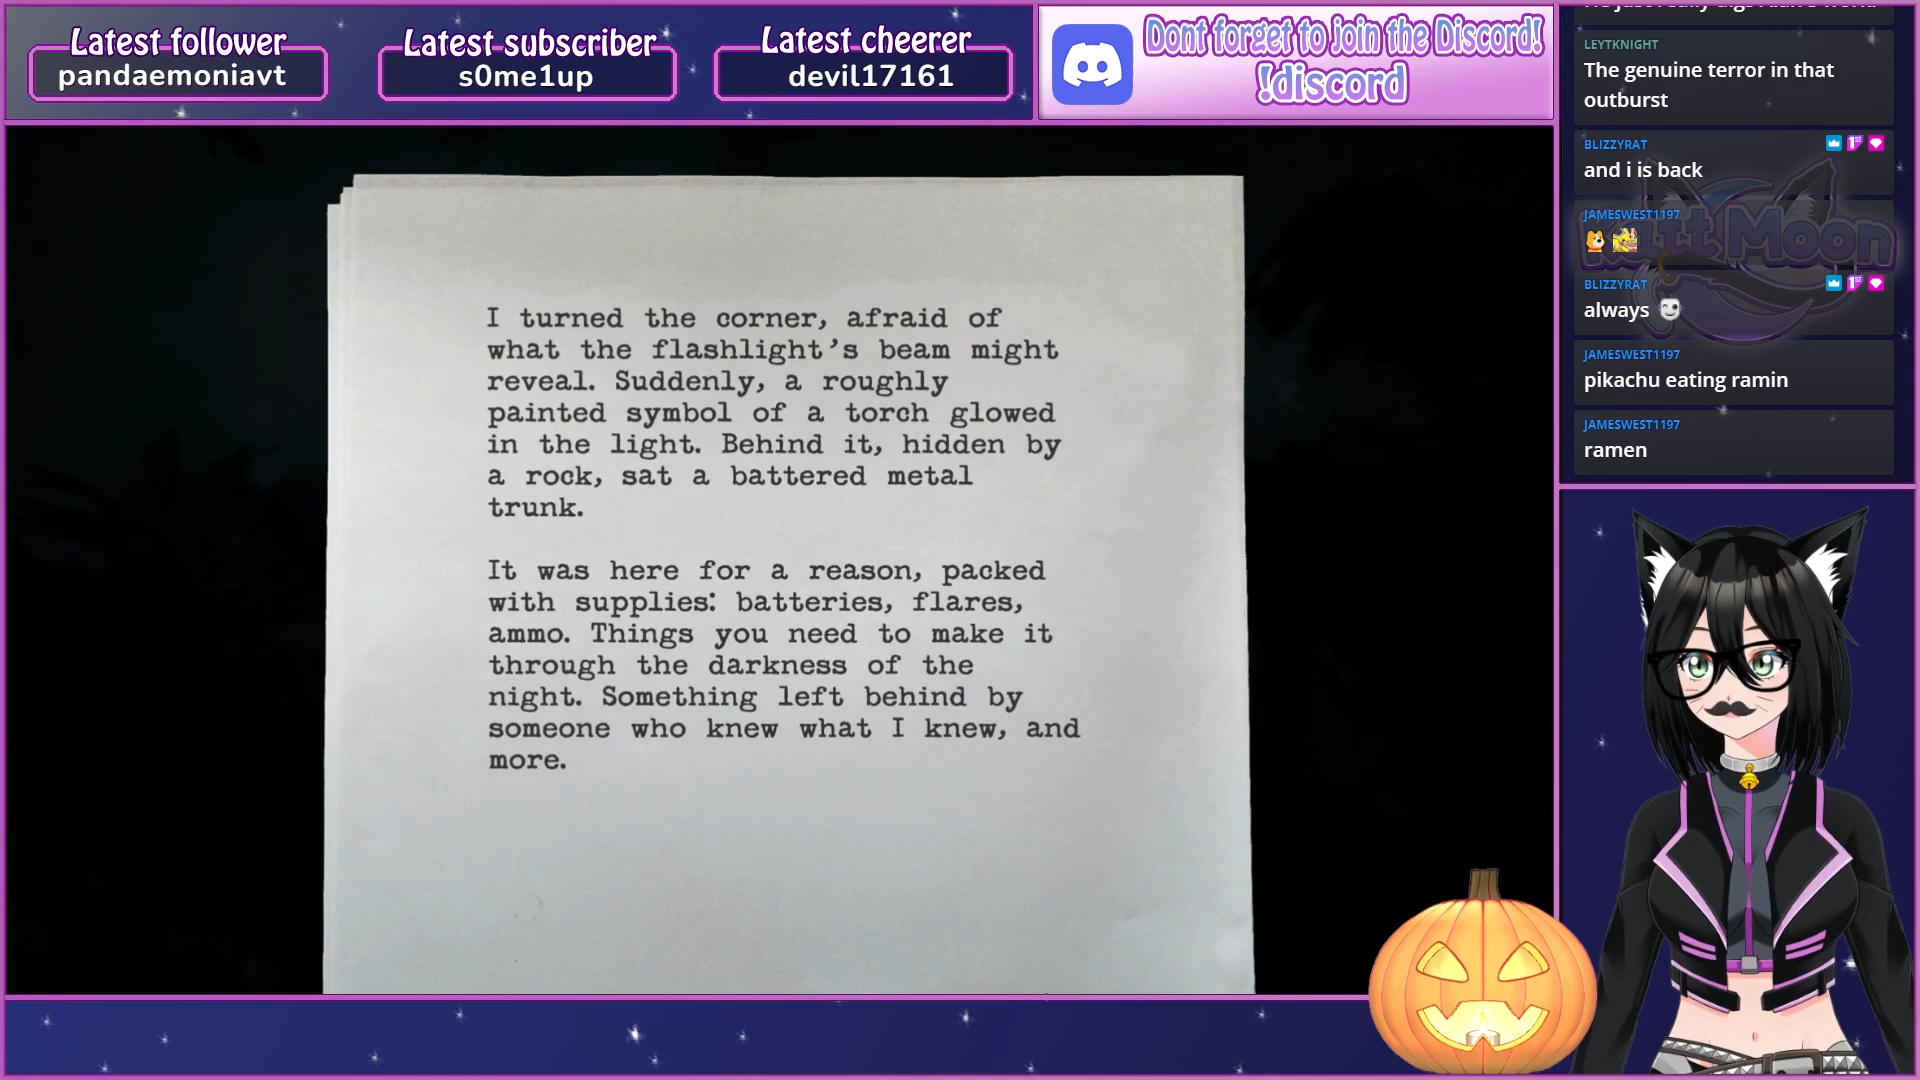 Latest follower
pandaemoniavt
Latest subscriber
s0me1up
Latest cheerer
devil17161
Dont forget to join the Discord!
!discord
I turned the corner, afraid of
what the flashlight's beam might
reveal. Suddenly, a roughly
painted symbol of a torch glowed
in the light. Behind it, hidden by
a rock, sat a battered metal
trunk.
It was here for a reason, packed
with supplies: batteries, flares,
ammo. Things you need to make it
through the darkness of the
night. Something left behind by
someone who knew what I knew, and
more.
LEYTKNIGHT
The genuine terror in that
outburst
BLIZZYRAT
1ST
and i is back
JAMESWEST1197
Moon
BLIZZYRAT
1ST
always
JAMESWEST1197
pikachu eating ramin
JAMESWEST1197
ramen